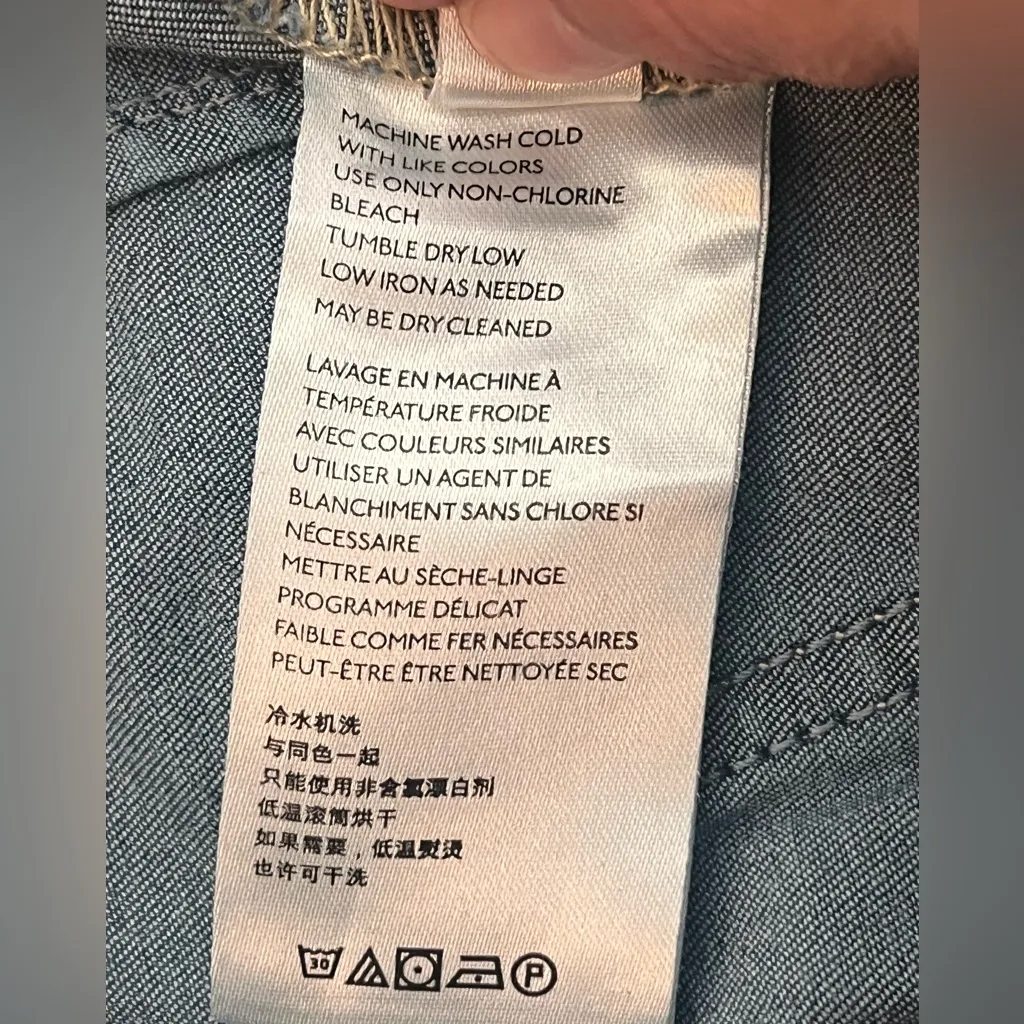 MACHINE WASH COLD
WITH LIKE COLORS
USE ONLY NON-CHLORINE
BLEACH
TUMBLE DRY LOW
LOW IRON AS NEEDED
MAY BE DRY CLEANED
LAVAGE EN MACHINE À
TEMPÉRATURE FROIDE
AVEC COULEURS SIMILAIRES
UTILISER UN AGENT DE
BLANCHIMENT SANS CHLORE SI
NÉCESSAIRE
METTRE AU SÈCHE-LINGE
PROGRAMME DÉLICAT
FAIBLE COMME FER NÉCESSAIRES
PEUT-ÊTRE ÊTRE NETTOYÉE SEC
冷水机洗
与同色一起
只能使用非含氯漂白剂
低温滚筒烘干
如果需要，低温熨烫
也许可干洗
30 P